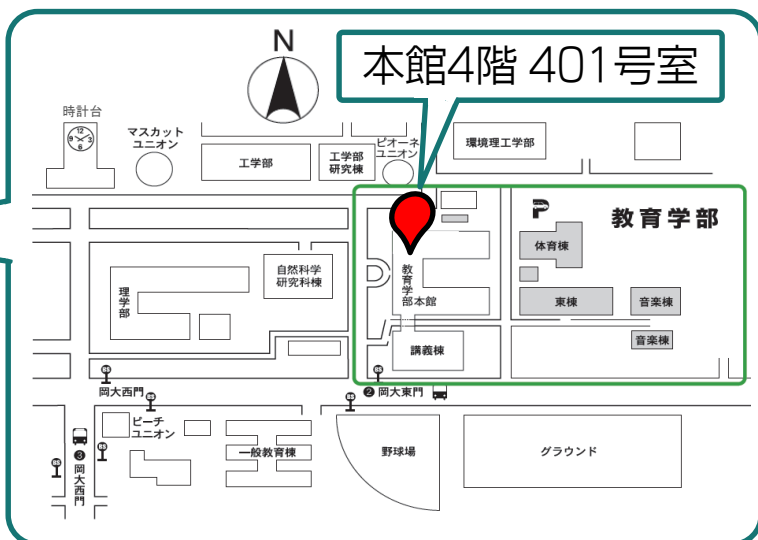 N
本館4階 401号室
時計台
12
9 3
6
マスカット
ユニオン
工学部
工学部
研究棟
ピオーネ
ユニオン
環境理工学部
P
教育学部
体育棟
自然科学
研究科棟
教育学部本館
理学部
東棟
音楽棟
音楽棟
講義棟
岡大西門
❷岡大東門
ピーチ
ユニオン
一般教育棟
野球場
グラウンド
❸岡大西門